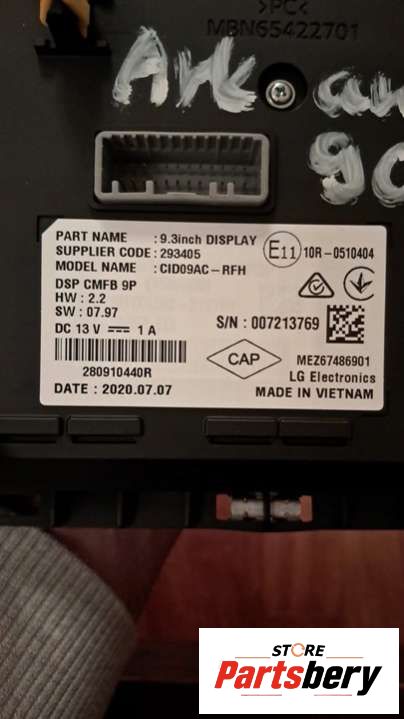 >PC<
MBN65422701
PART NAME : 9.3inch DISPLAY
SUPPLIER CODE : 293405
MODEL NAME : CID09AC-RFH
DSP CMFB 9P
HW : 2.2
SW : 07.97
DC 13 V ⎓ 1 A
280910440R
DATE : 2020.07.07
E11 10R-0510404
S/N : 007213769
CAP
MEZ67486901
LG Electronics
MADE IN VIETNAM
STORE
Partsbery